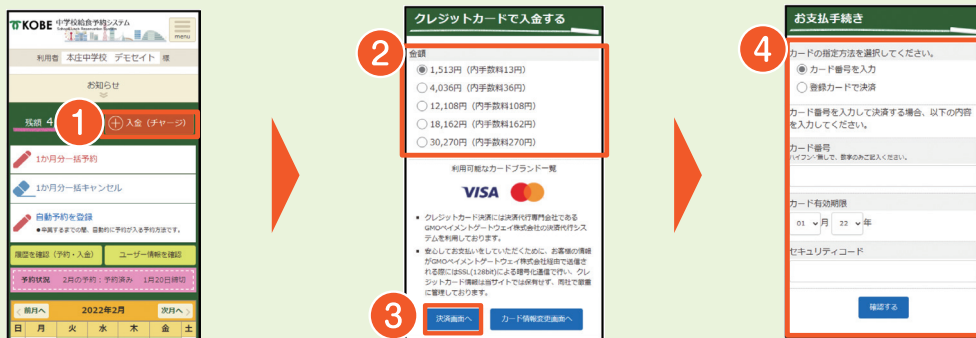 KOBE 中学校給食予約システム
menu
利用者 本庄中学校 デモサイト 様
お知らせ
1
残額 4
入金（チャージ）
1か月分一括予約
1か月分一括キャンセル
自動予約を登録
●卒業するまでの間、自動的に予約が入る予約方法です。
履歴を確認（予約・入金）
ユーザー情報を確認
予約状況 2月の予約：予約済み 1月20日締切
前月へ 2022年2月 次月へ
日 月 火 水 木 金 土
クレジットカードで入金する
2
金額
1,513円（内手数料13円）
4,036円（内手数料36円）
12,108円（内手数料108円）
18,162円（内手数料162円）
30,270円（内手数料270円）
利用可能なカードブランド一覧
VISA
クレジットカード決済には決済代行専門会社である
GMOペイメントゲートウェイ株式会社の決済代行シス
テムを利用しております。
安心してお支払いをしていただくために、お客様の情報
がGMOペイメントゲートウェイ株式会社経由で送信さ
れる際にはSSL(128bit)による暗号化通信で行い、クレ
ジットカード情報は当サイトでは保有せず、同社で厳重
に管理しております。
3
決済画面へ
カード情報変更画面へ
お支払手続き
4
カードの指定方法を選択してください。
カード番号を入力
登録カードで決済
カード番号を入力して決済する場合、以下の内容
を入力してください。
カード番号
ハイフン無しで、数字のみご記入ください。
カード有効期限
01 月 22 年
セキュリティコード
確認する